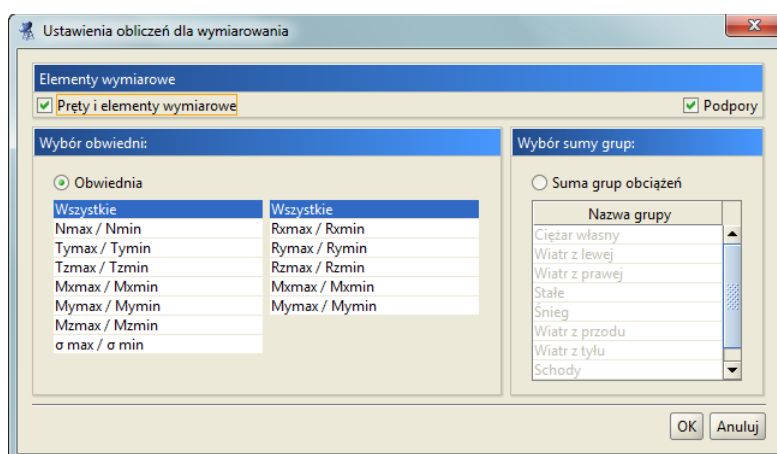 Ustawienia obliczeń dla wymiarowania
Elementy wymiarowe
Pręty i elementy wymiarowe
Podpory
Wybór obwiedni:
Obwiednia
Wszystkie
Nmax / Nmin
Tymax / Tymin
Tzmax / Tzmin
Mxmax / Mxmin
Mymax / Mymin
Mzmax / Mzmin
σ max / σ min
Wszystkie
Rxmax / Rxmin
Rymax / Rymin
Rzmax / Rzmin
Mxmax / Mxmin
Mymax / Mymin
Wybór sumy grup:
Suma grup obciążeń
Nazwa grupy
Ciężar własny
Wiatr z lewej
Wiatr z prawej
Stałe
Śnieg
Wiatr z przodu
Wiatr z tyłu
Schody
OK
Anuluj